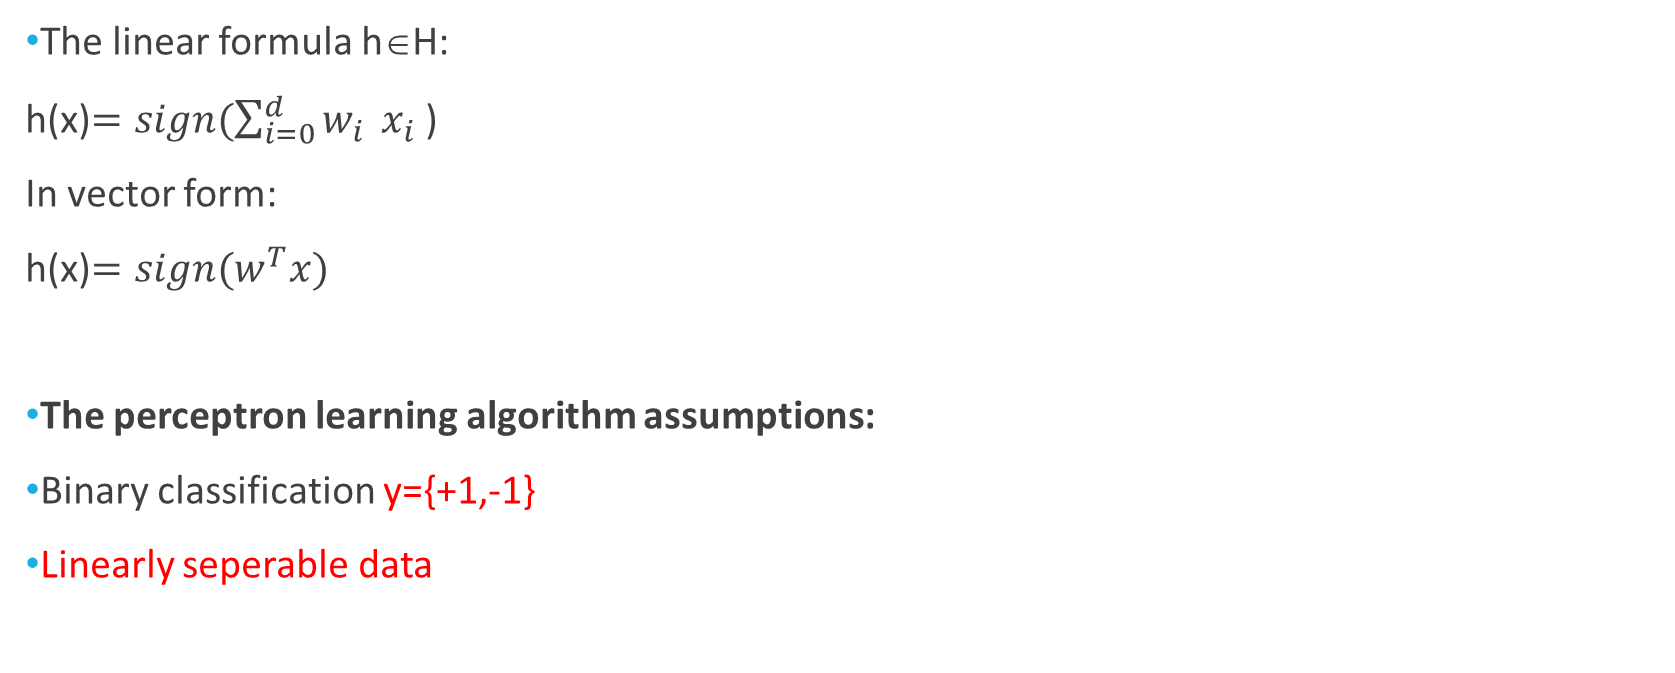 •The linear formula h∈H:
h(x)= sign(∑_{i=0}^{d} w_i x_i )
In vector form:
h(x)= sign(w^T x)
•The perceptron learning algorithm assumptions:
•Binary classification y={+1,-1}
•Linearly seperable data